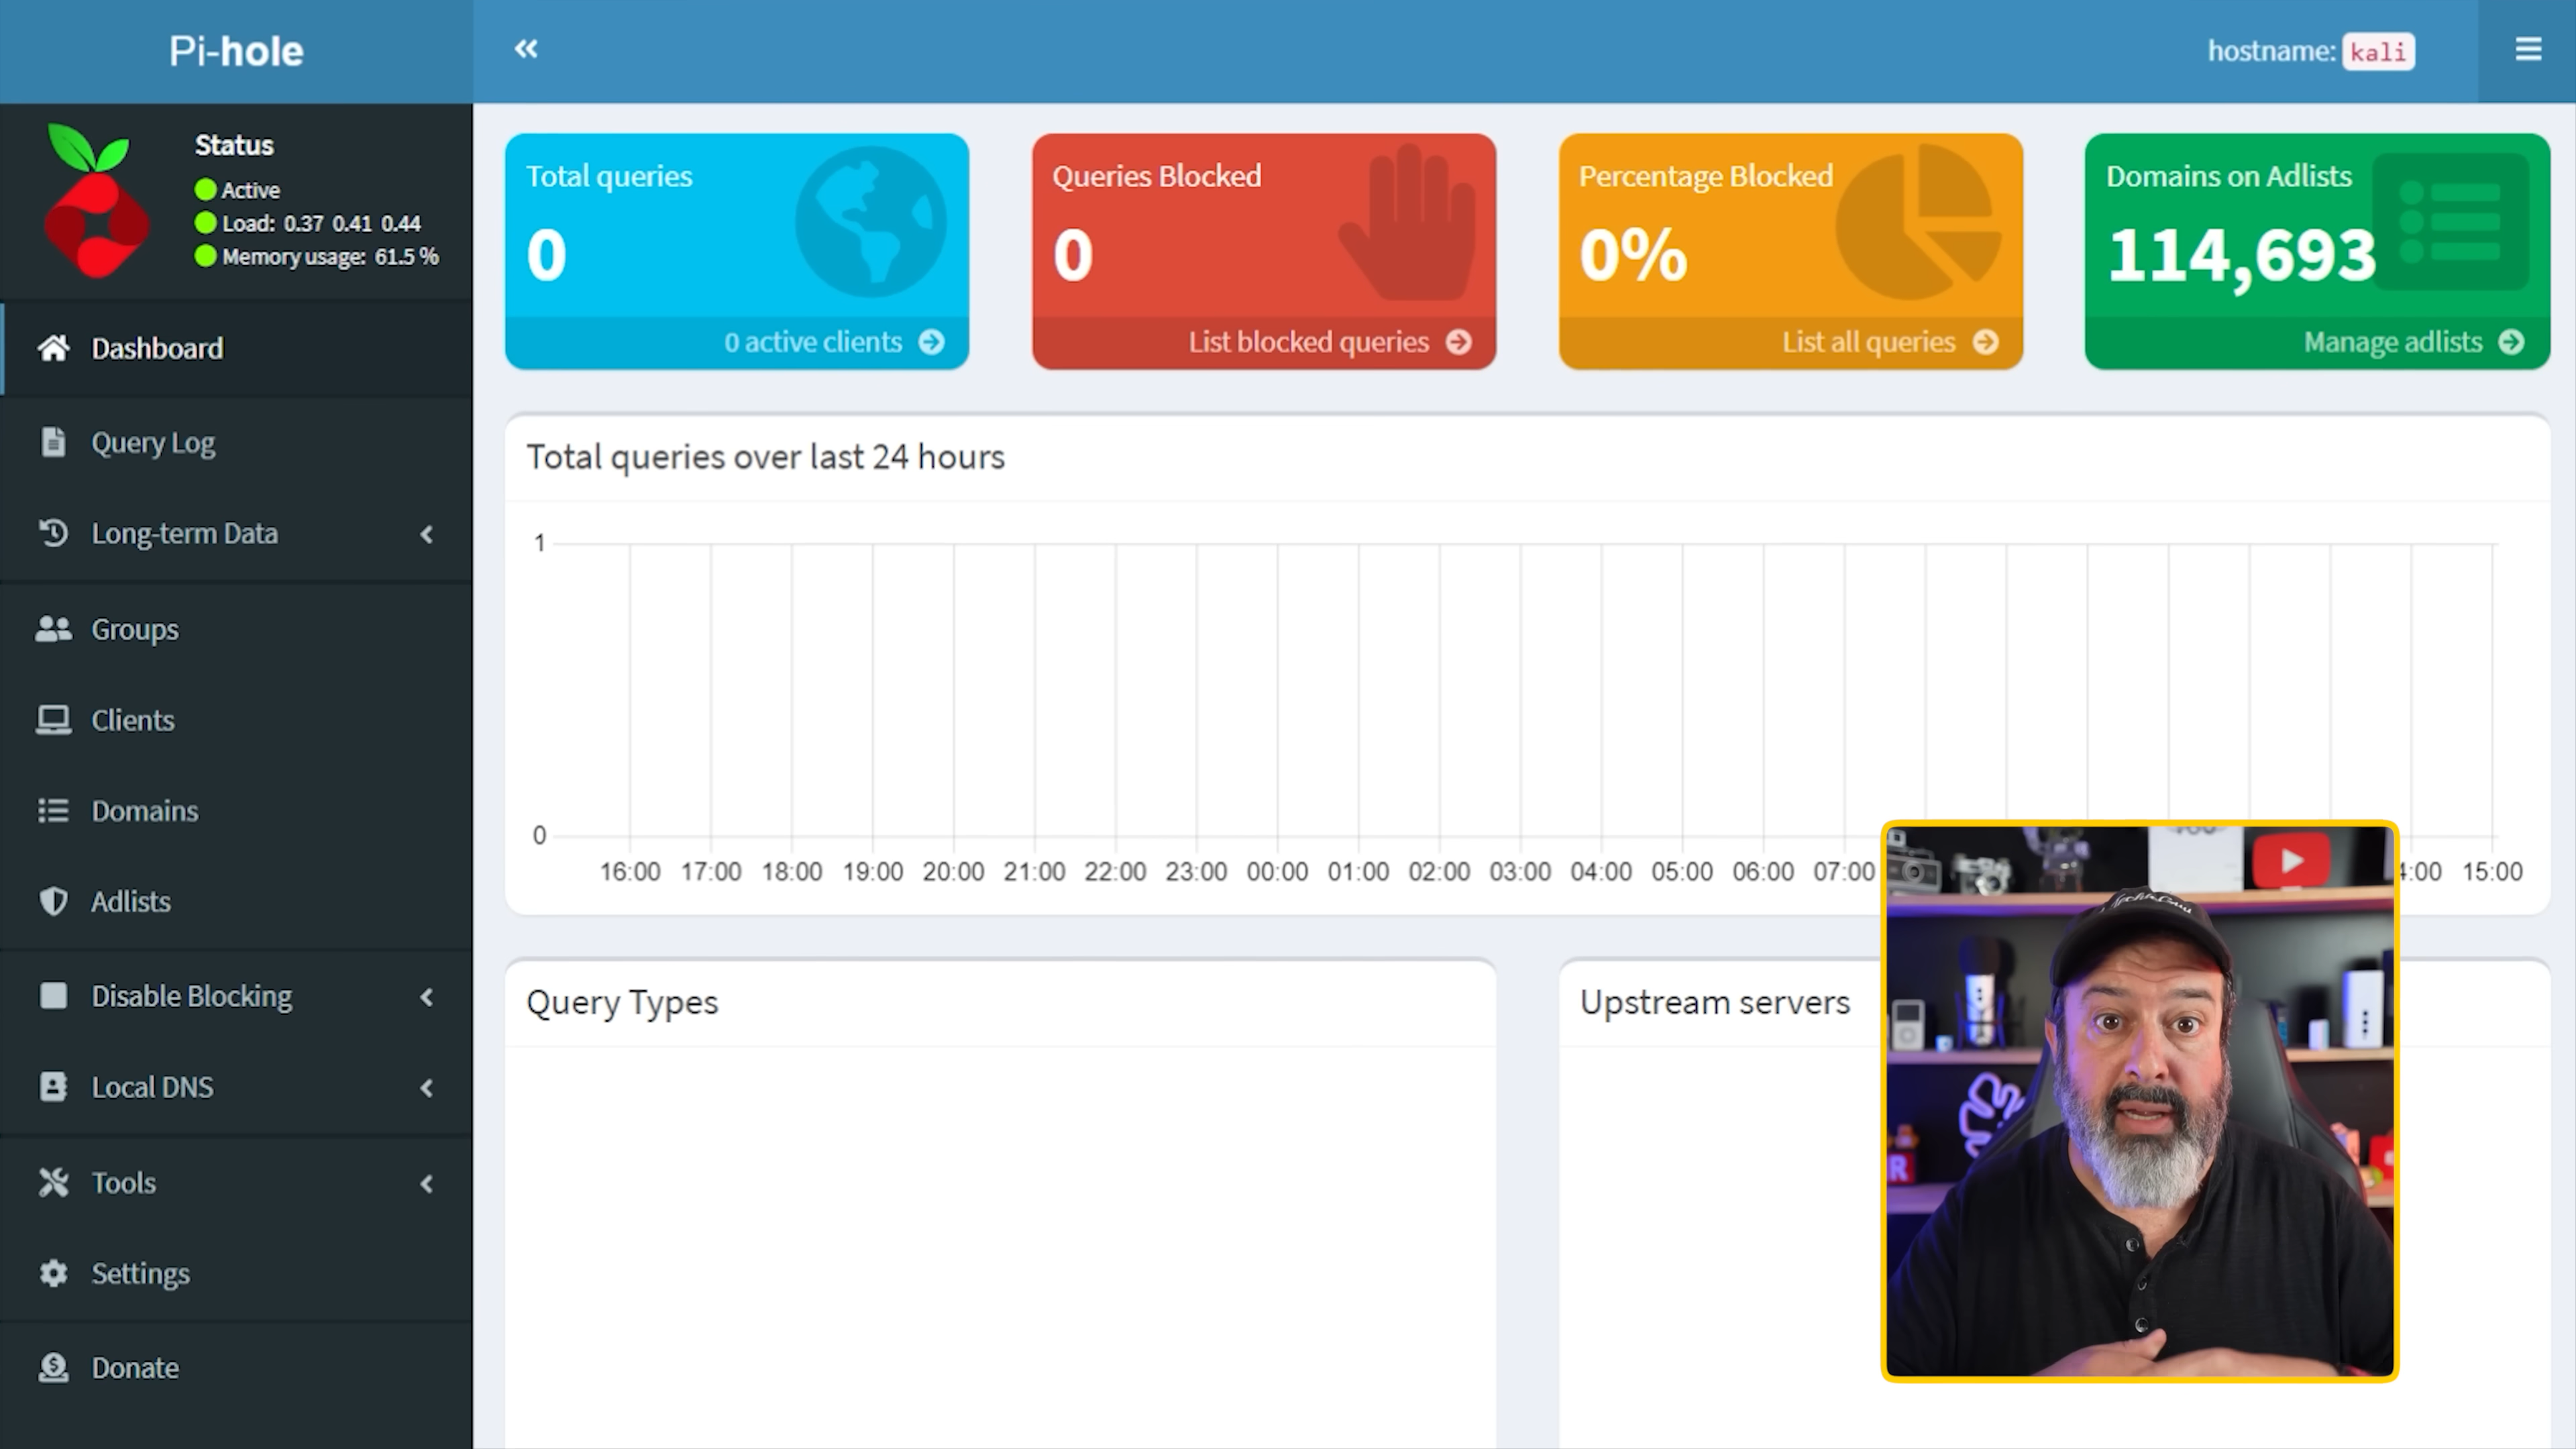 Pi-hole
hostname: kali
Status
Active
Load: 0.37 0.41 0.44
Memory usage: 61.5 %
Dashboard
Query Log
Long-term Data
Groups
Clients
Domains
Adlists
Disable Blocking
Local DNS
Tools
Settings
Donate
Total queries
0
0 active clients
Queries Blocked
0
List blocked queries
Percentage Blocked
0%
List all queries
Domains on Adlists
114,693
Manage adlists
Total queries over last 24 hours
1
0
16:00 17:00 18:00 19:00 20:00 21:00 22:00 23:00 00:00 01:00 02:00 03:00 04:00 05:00 06:00 07:00 4:00 15:00
Query Types
Upstream servers
R